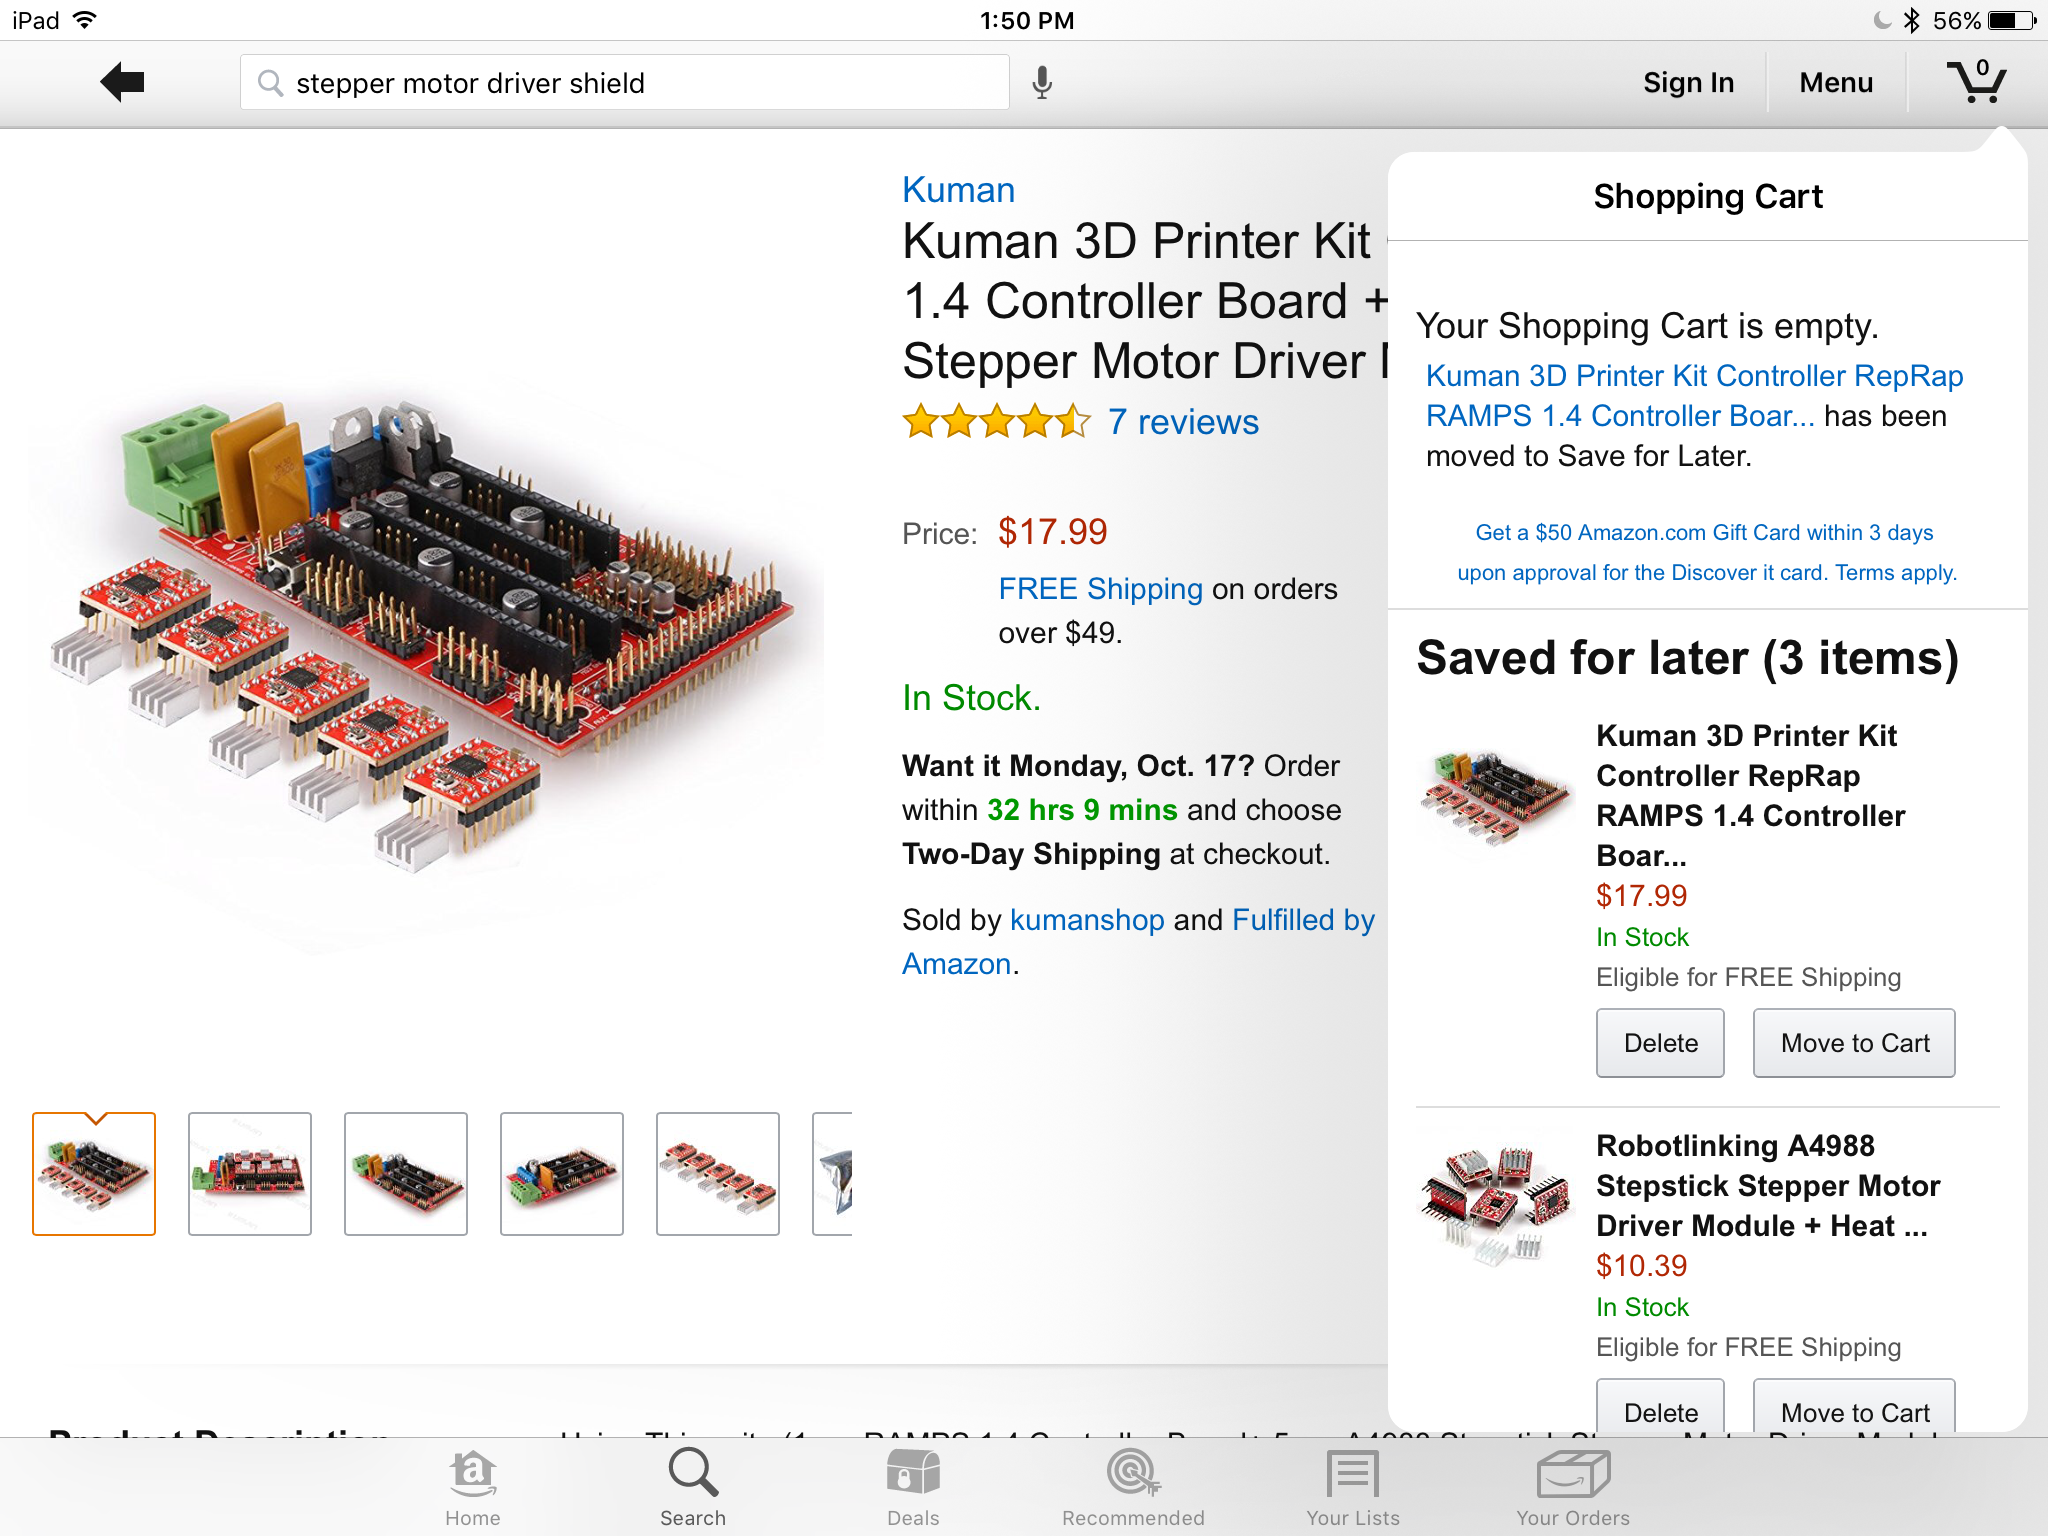 iPad 1:50 PM 56%
stepper motor driver shield
Sign In
Menu
0
Kuman
Kuman 3D Printer Kit
1.4 Controller Board +
Stepper Motor Driver
7 reviews
Price: $17.99
FREE Shipping on orders
over $49.
In Stock.
Want it Monday, Oct. 17? Order
within 32 hrs 9 mins and choose
Two-Day Shipping at checkout.
Sold by kumanshop and Fulfilled by
Amazon.
Shopping Cart
Your Shopping Cart is empty.
Kuman 3D Printer Kit Controller RepRap
RAMPS 1.4 Controller Boar... has been
moved to Save for Later.
Get a $50 Amazon.com Gift Card within 3 days
upon approval for the Discover it card. Terms apply.
Saved for later (3 items)
Kuman 3D Printer Kit
Controller RepRap
RAMPS 1.4 Controller
Boar...
$17.99
In Stock
Eligible for FREE Shipping
Delete
Move to Cart
Robotlinking A4988
Stepstick Stepper Motor
Driver Module + Heat ...
$10.39
In Stock
Eligible for FREE Shipping
Delete
Move to Cart
Product Description
Home
Search
Deals
Recommended
Your Lists
Your Orders